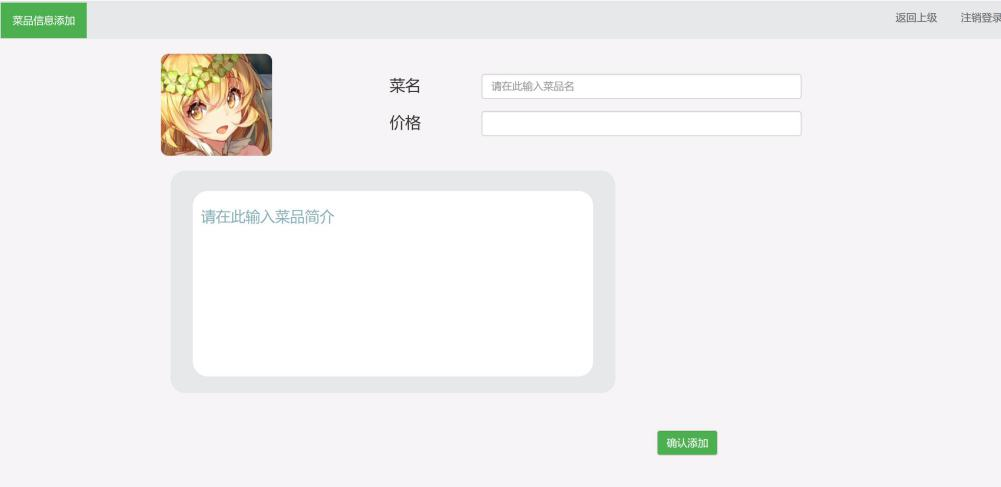 菜品信息添加
返回上级
注销登录
菜名
请在此输入菜品名
价格
请在此输入菜品简介
确认添加